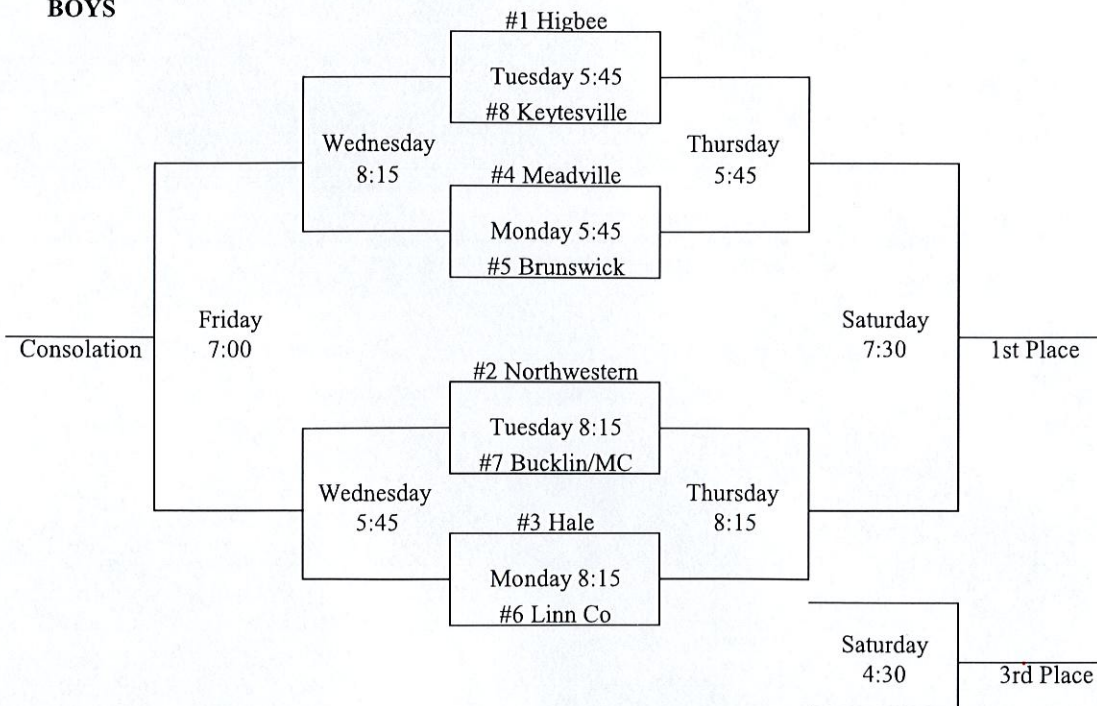 BOYS
#1 Higbee
Tuesday 5:45
#8 Keytesville
Wednesday
8:15
Thursday
5:45
#4 Meadville
Monday 5:45
#5 Brunswick
Friday
7:00
Consolation
Saturday
7:30
1st Place
#2 Northwestern
Tuesday 8:15
#7 Bucklin/MC
Wednesday
5:45
Thursday
8:15
#3 Hale
Monday 8:15
#6 Linn Co
Saturday
4:30
3rd Place